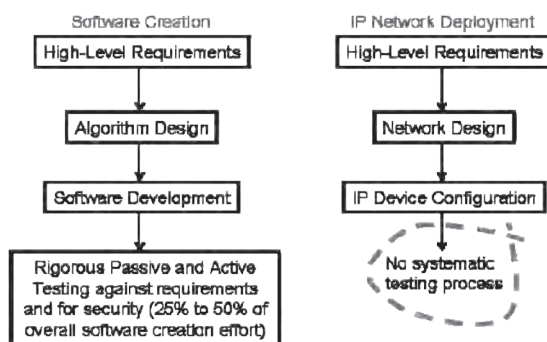 Software Creation
High-Level Requirements
Algorithm Design
Software Development
Rigorous Passive and Active
Testing against requirements
and for security (25% to 50% of
overall software creation effort)
IP Network Deployment
High-Level Requirements
Network Design
IP Device Configuration
No systematic
testing process